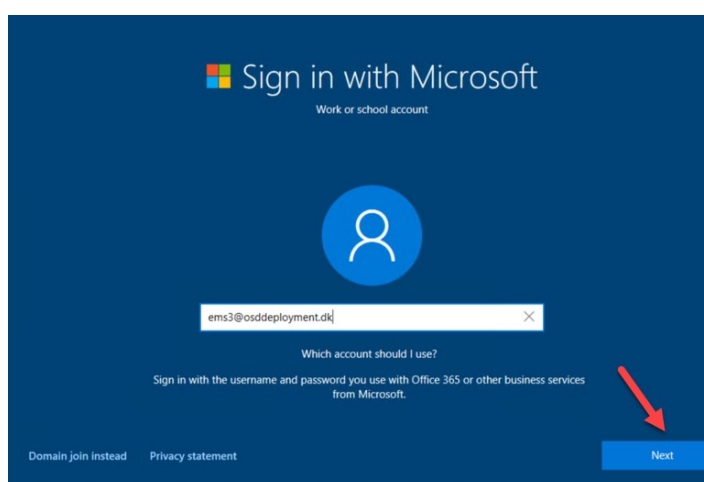 Sign in with Microsoft
Work or school account
ems3@osddeployment.dk
Which account should I use?
Sign in with the username and password you use with Office 365 or other business services
from Microsoft.
Domain join instead Privacy statement Next